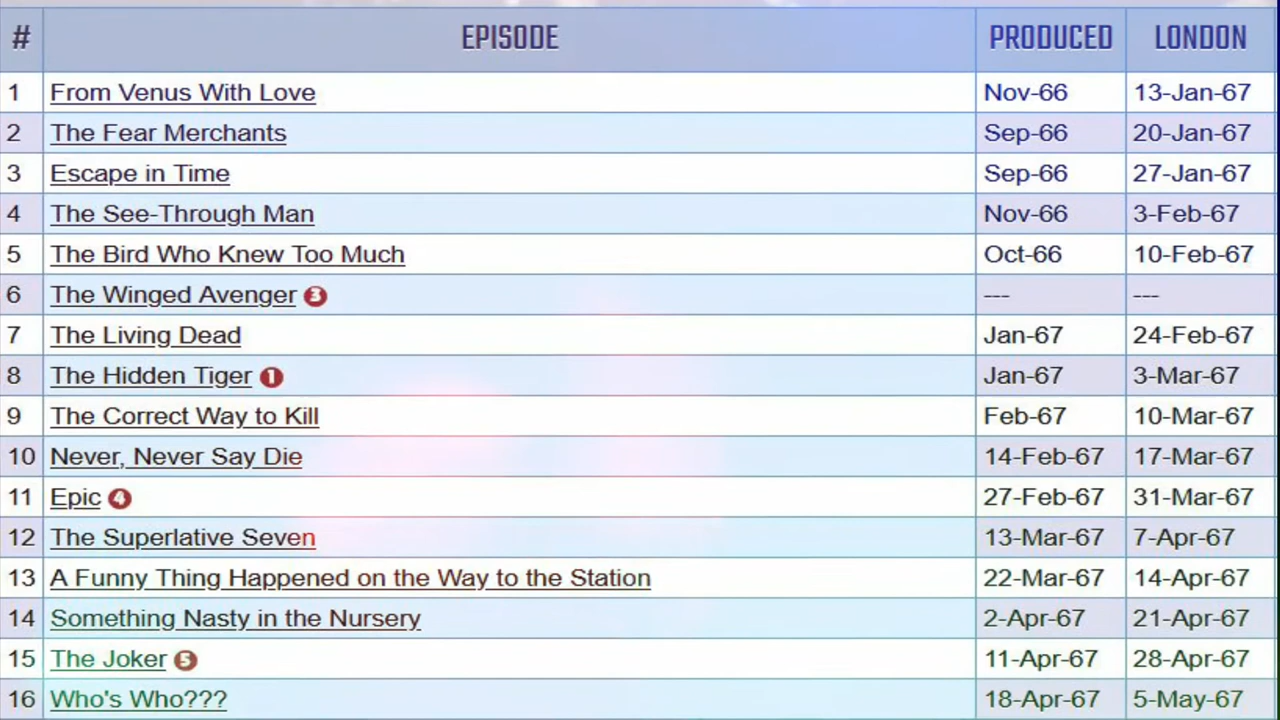 # EPISODE PRODUCED LONDON
1 From Venus With Love Nov-66 13-Jan-67
2 The Fear Merchants Sep-66 20-Jan-67
3 Escape in Time Sep-66 27-Jan-67
4 The See-Through Man Nov-66 3-Feb-67
5 The Bird Who Knew Too Much Oct-66 10-Feb-67
6 The Winged Avenger 3 --- ---
7 The Living Dead Jan-67 24-Feb-67
8 The Hidden Tiger 1 Jan-67 3-Mar-67
9 The Correct Way to Kill Feb-67 10-Mar-67
10 Never, Never Say Die 14-Feb-67 17-Mar-67
11 Epic 4 27-Feb-67 31-Mar-67
12 The Superlative Seven 13-Mar-67 7-Apr-67
13 A Funny Thing Happened on the Way to the Station 22-Mar-67 14-Apr-67
14 Something Nasty in the Nursery 2-Apr-67 21-Apr-67
15 The Joker 5 11-Apr-67 28-Apr-67
16 Who's Who??? 18-Apr-67 5-May-67